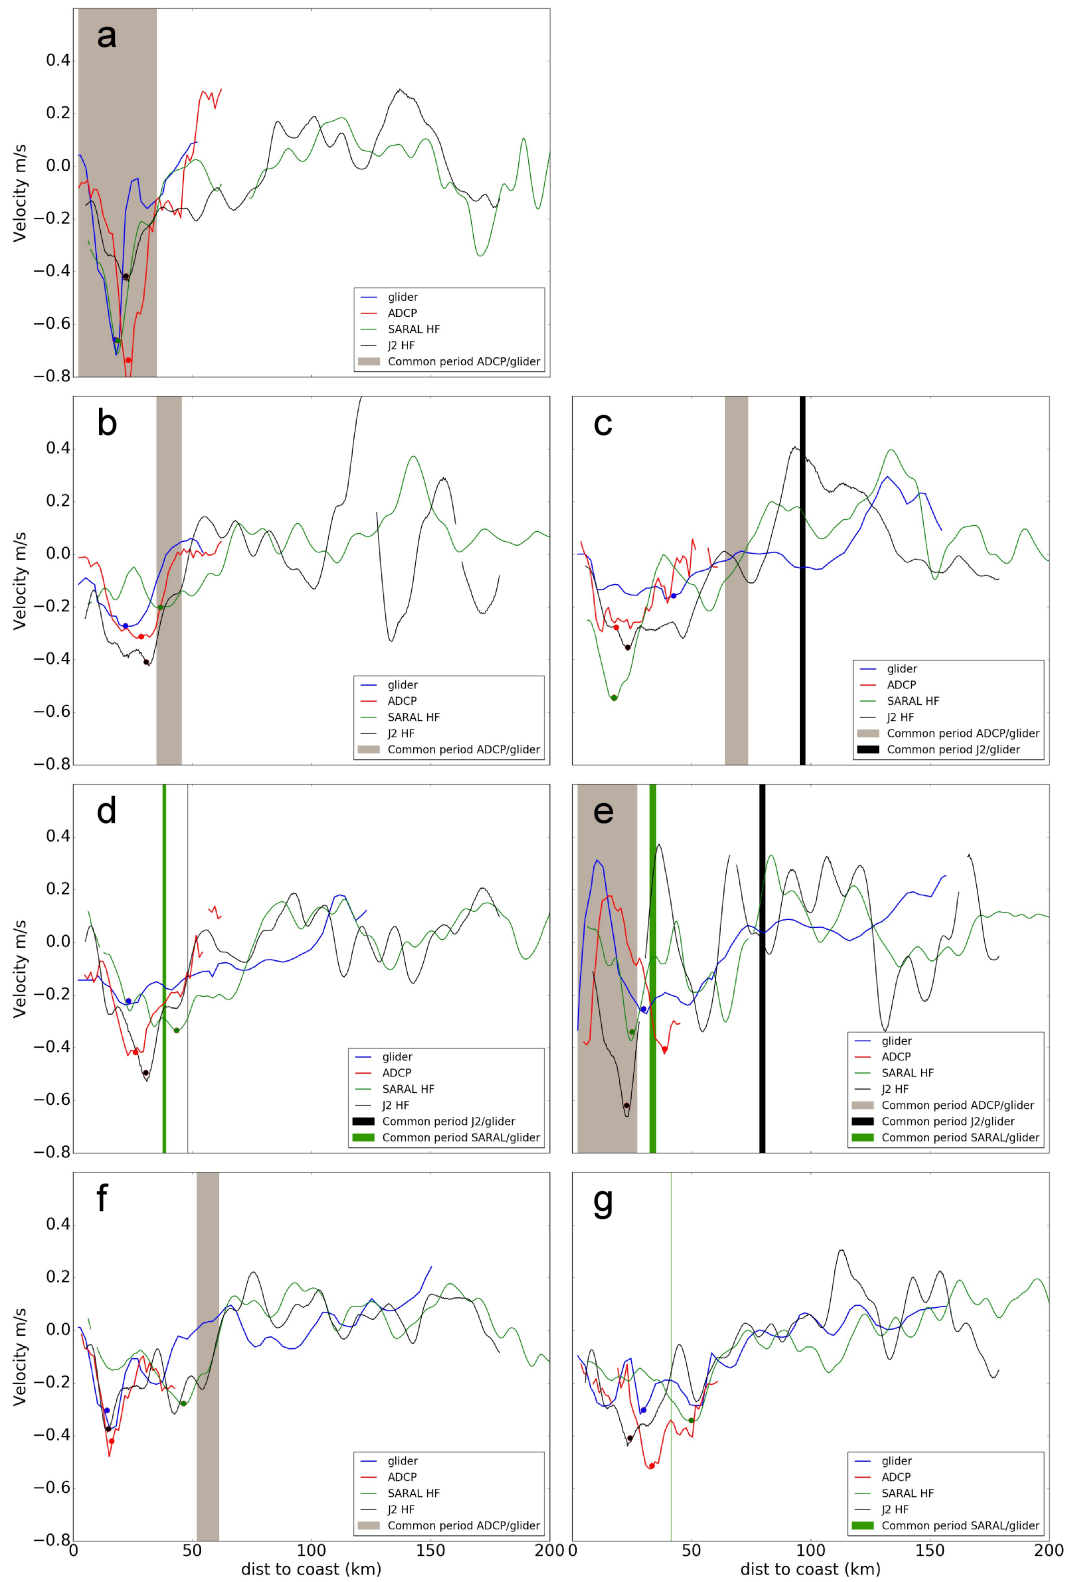 a
0.4
0.2
0.0
−0.2
−0.4
−0.6
−0.8
Velocity m/s
glider
ADCP
SARAL HF
J2 HF
Common period ADCP/glider
b
0.4
0.2
0.0
−0.2
−0.4
−0.6
−0.8
Velocity m/s
glider
ADCP
SARAL HF
J2 HF
Common period ADCP/glider
c
glider
ADCP
SARAL HF
J2 HF
Common period ADCP/glider
Common period J2/glider
d
0.4
0.2
0.0
−0.2
−0.4
−0.6
−0.8
Velocity m/s
glider
ADCP
SARAL HF
J2 HF
Common period J2/glider
Common period SARAL/glider
e
glider
ADCP
SARAL HF
J2 HF
Common period ADCP/glider
Common period J2/glider
Common period SARAL/glider
f
0.4
0.2
0.0
−0.2
−0.4
−0.6
−0.8
Velocity m/s
glider
ADCP
SARAL HF
J2 HF
Common period ADCP/glider
0 50 100 150 200
dist to coast (km)
g
glider
ADCP
SARAL HF
J2 HF
Common period SARAL/glider
0 50 100 150 200
dist to coast (km)